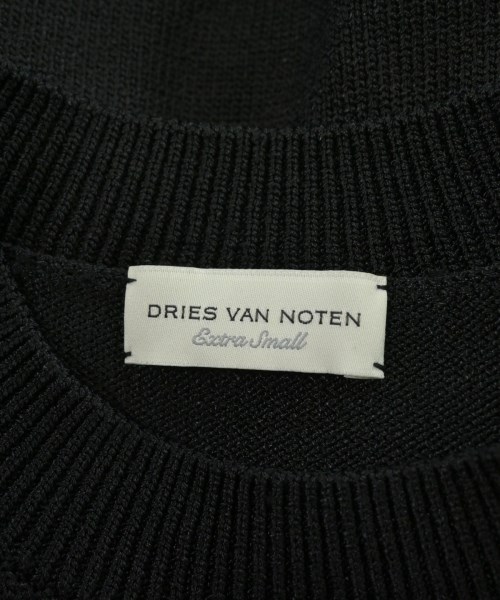 DRIES VAN NOTEN
Extra Small